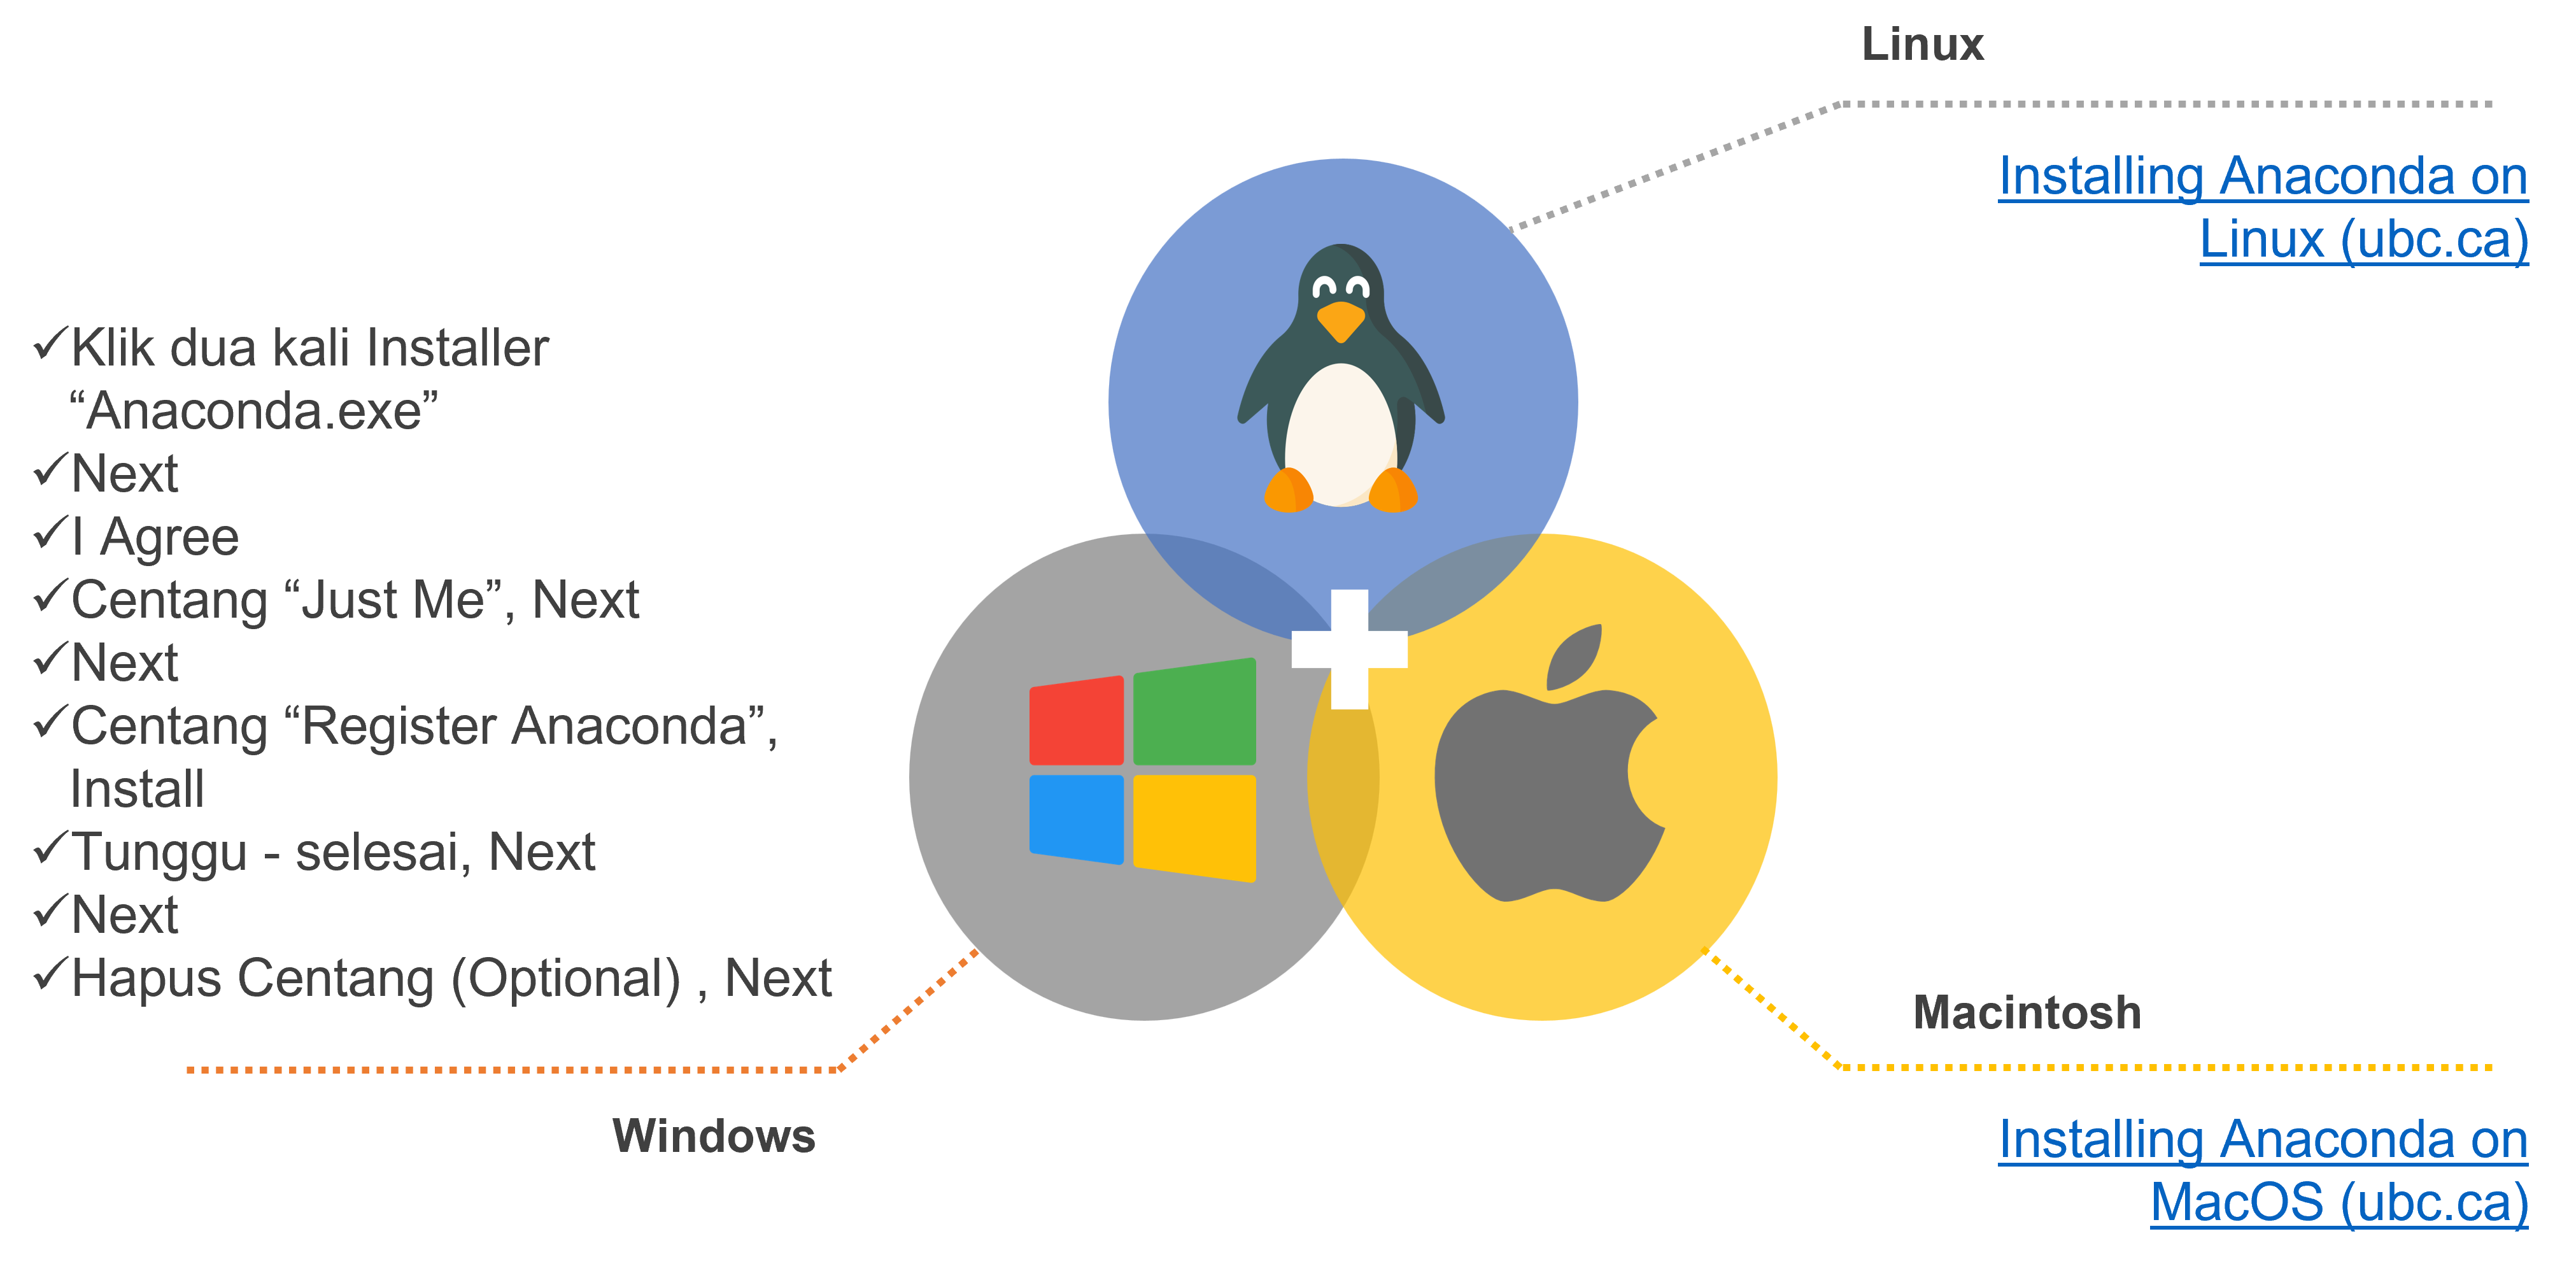 Linux
Installing Anaconda on
Linux (ubc.ca)
✓Klik dua kali Installer
“Anaconda.exe”
✓Next
✓I Agree
✓Centang “Just Me”, Next
✓Next
✓Centang “Register Anaconda”,
Install
✓Tunggu - selesai, Next
✓Next
✓Hapus Centang (Optional) , Next
Windows
Macintosh
Installing Anaconda on
MacOS (ubc.ca)